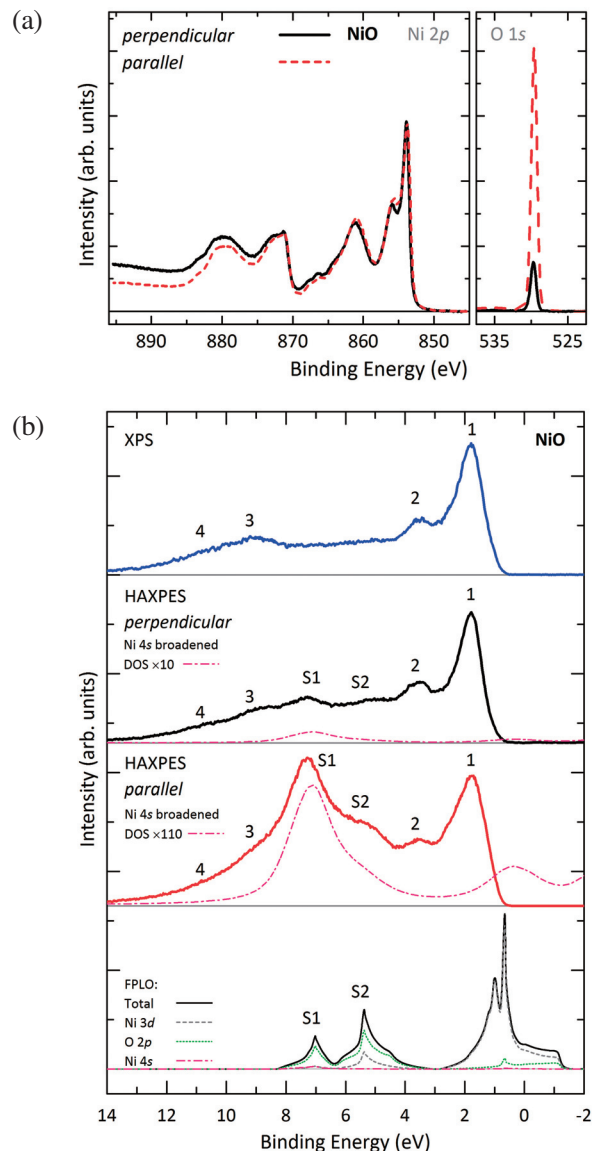 (a)
perpendicular NiO Ni 2p O 1s
parallel
Intensity (arb. units)
890 880 870 860 850 535 525
Binding Energy (eV) Binding Energy (eV)
(b)
XPS 1 NiO
2
3
4
HAXPES
perpendicular
Ni 4s broadened
DOS ×10
1
S1 S2 2
3
4
HAXPES
parallel
Ni 4s broadened
DOS ×110
S1 1
S2
2
3
4
Intensity (arb. units)
FPLO:
Total
Ni 3d
O 2p
Ni 4s
S1 S2
14 12 10 8 6 4 2 0 -2
Binding Energy (eV)